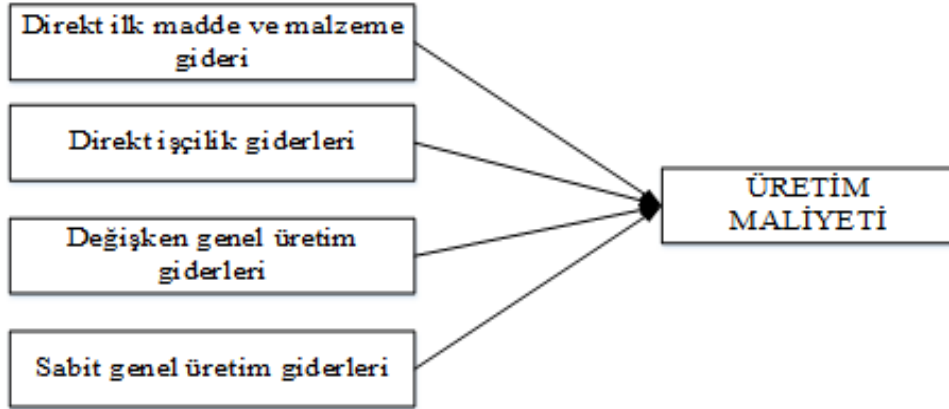 Direkt ilk madde ve malzeme
gideri
Direkt işçilik giderleri
Değişken genel üretim
giderleri
Sabit genel üretim giderleri
ÜRETİM
MALİYETİ